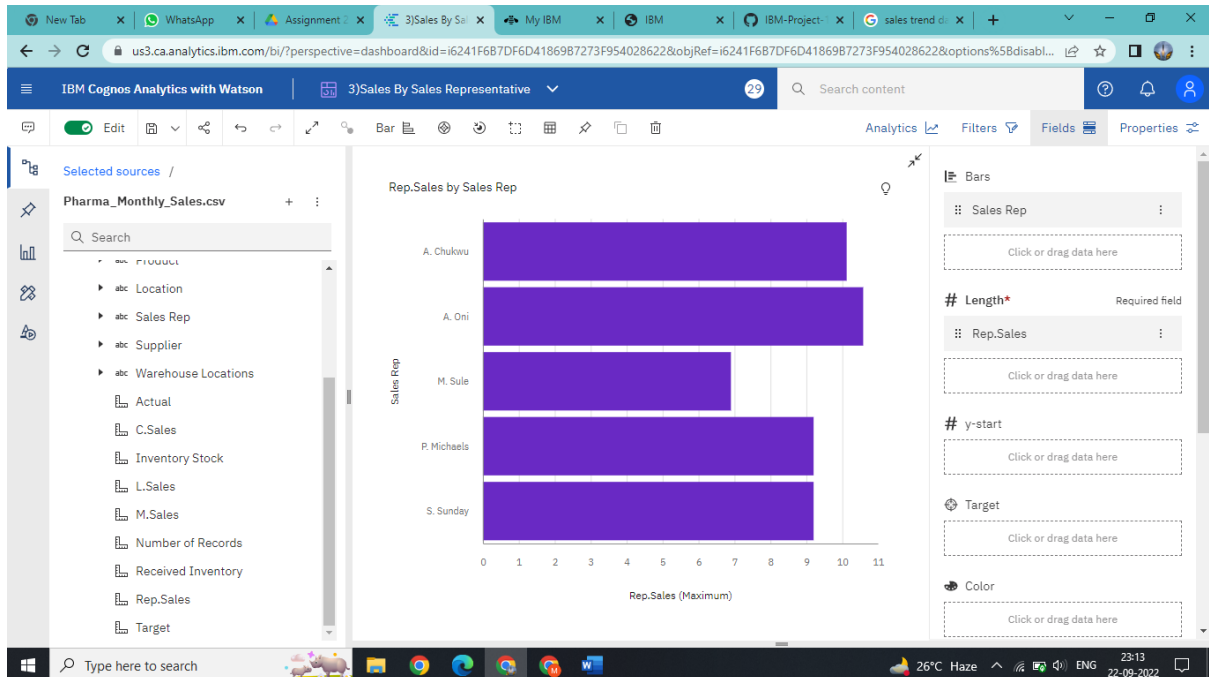 New Tab
WhatsApp
Assignment 2
3)Sales By Sal
My IBM
IBM
IBM-Project-
sales trend d
us3.ca.analytics.ibm.com/bi/?perspective=dashboard&id=i6241F6B7DF6D41869B7273F954028622&objRef=i6241F6B7DF6D41869B7273F954028622&options%5Bdisabl...
IBM Cognos Analytics with Watson
3)Sales By Sales Representative
29
Search content
Edit
Bar
Analytics
Filters
Fields
Properties
Selected sources /
Pharma_Monthly_Sales.csv
Search
abc Product
abc Location
abc Sales Rep
abc Supplier
abc Warehouse Locations
Actual
C.Sales
Inventory Stock
L.Sales
M.Sales
Number of Records
Received Inventory
Rep.Sales
Target
Rep.Sales by Sales Rep
Sales Rep
A. Chukwu
A. Oni
M. Sule
P. Michaels
S. Sunday
0 1 2 3 4 5 6 7 8 9 10 11
Rep.Sales (Maximum)
Bars
Sales Rep
Click or drag data here
# Length* Required field
Rep.Sales
Click or drag data here
# y-start
Click or drag data here
Target
Click or drag data here
Color
Click or drag data here
Type here to search
26°C Haze
ENG
23:13
22-09-2022